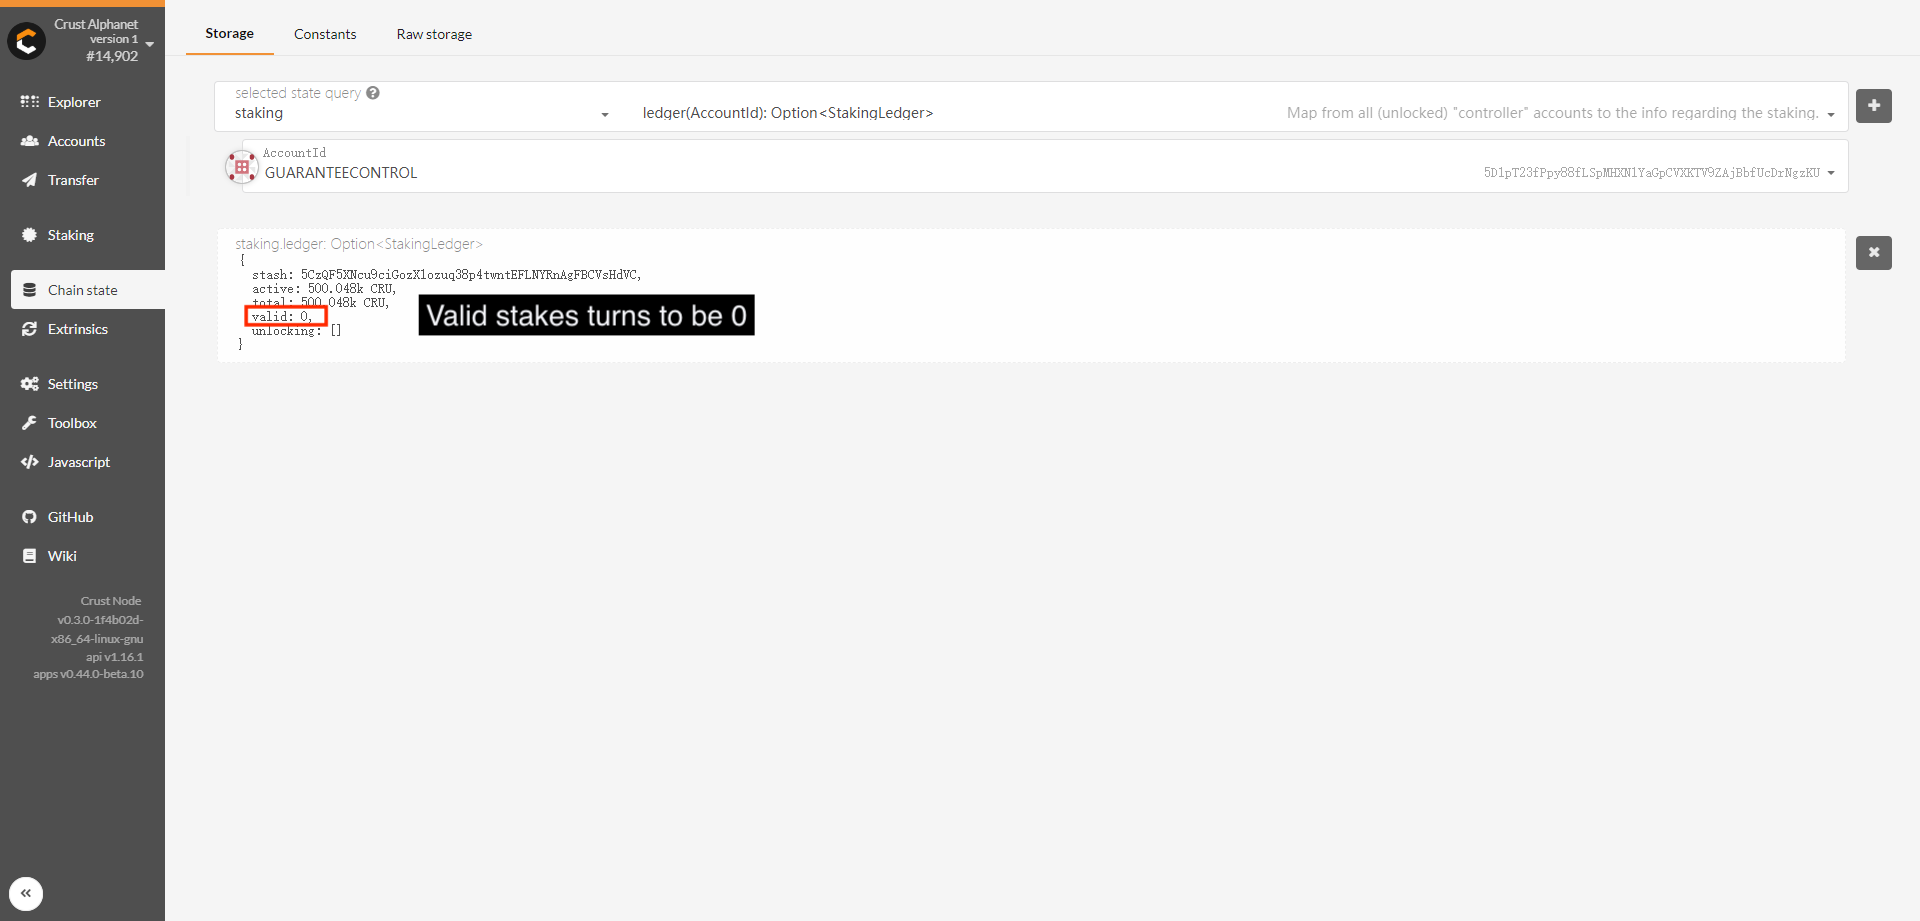 Crust Alphanet
version 1
#14,902
Explorer
Accounts
Transfer
Staking
Chain state
Extrinsics
Settings
Toolbox
Javascript
GitHub
Wiki
Crust Node
v0.3.0-1f4b02d-
x86_64-linux-gnu
api v1.16.1
apps v0.44.0-beta.10
Storage Constants Raw storage
selected state query
staking ledger(AccountId): Option<StakingLedger> Map from all (unlocked) "controller" accounts to the info regarding the staking.
AccountId
GUARANTEECONTROL 5D1pT23fPpy88fLSpMHXN1YaGpCVXKTV9ZAjBbfUcDrNgzKU
staking.ledger: Option<StakingLedger>
{
stash: 5CzQF5XNcu9ciGozX1ozuq38p4twntEFLNYRnAgFBCVsHdVC,
active: 500.048k CRU,
total: 500.048k CRU,
valid: 0,
unlocking: []
}
Valid stakes turns to be 0